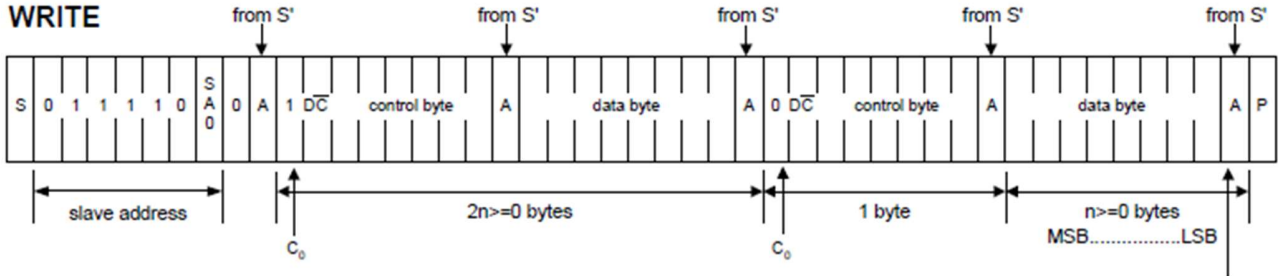 WRITE
from S' from S' from S' from S' from S'
S 0 1 1 1 1 0 SA0 0 A 1 DC̅ control byte A data byte A 0 DC̅ control byte A data byte A P
slave address 2n>=0 bytes 1 byte n>=0 bytes
MSB.................LSB
C₀ C₀